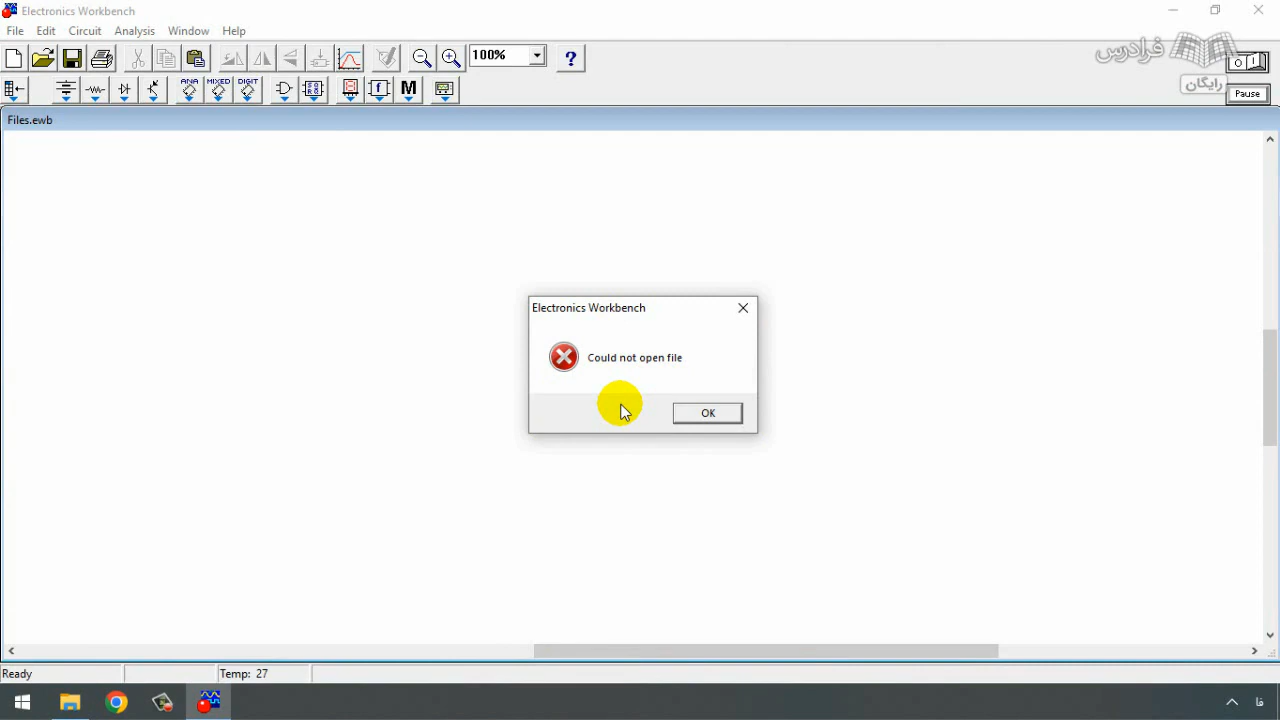 Electronics Workbench
File Edit Circuit Analysis Window Help
100%
?
فرادرس
رایگان
ANA MIXED DIGIT
f M
Pause
Files.ewb
Electronics Workbench
Could not open file
OK
Ready
Temp: 27
فا